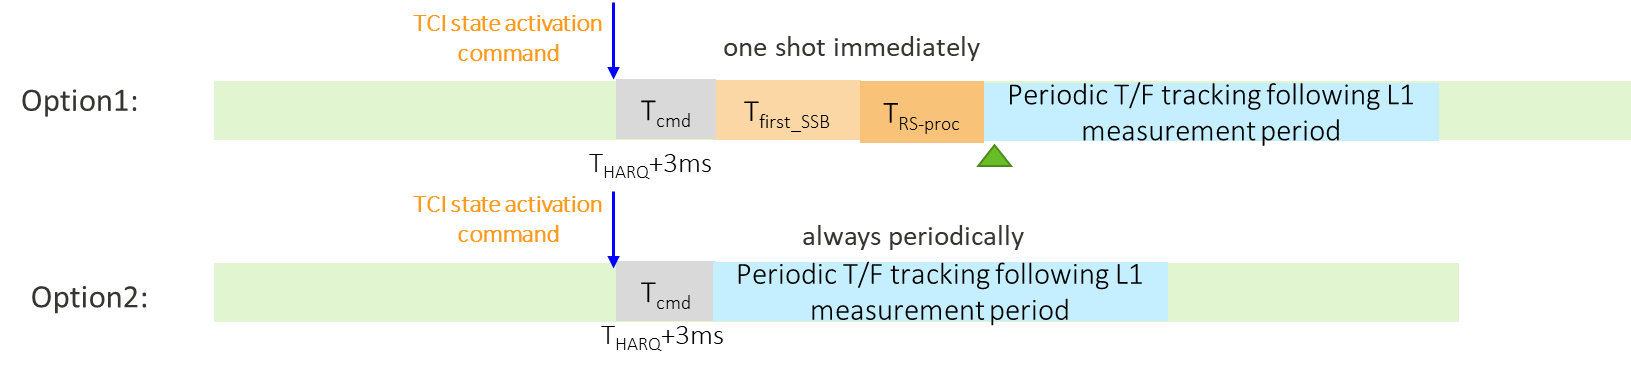 TCI state activation
command
one shot immediately
Option1:
Tcmd
Tfirst_SSB
TRS-proc
Periodic T/F tracking following L1
measurement period
THARQ+3ms
TCI state activation
command
always periodically
Option2:
Tcmd
Periodic T/F tracking following L1
measurement period
THARQ+3ms